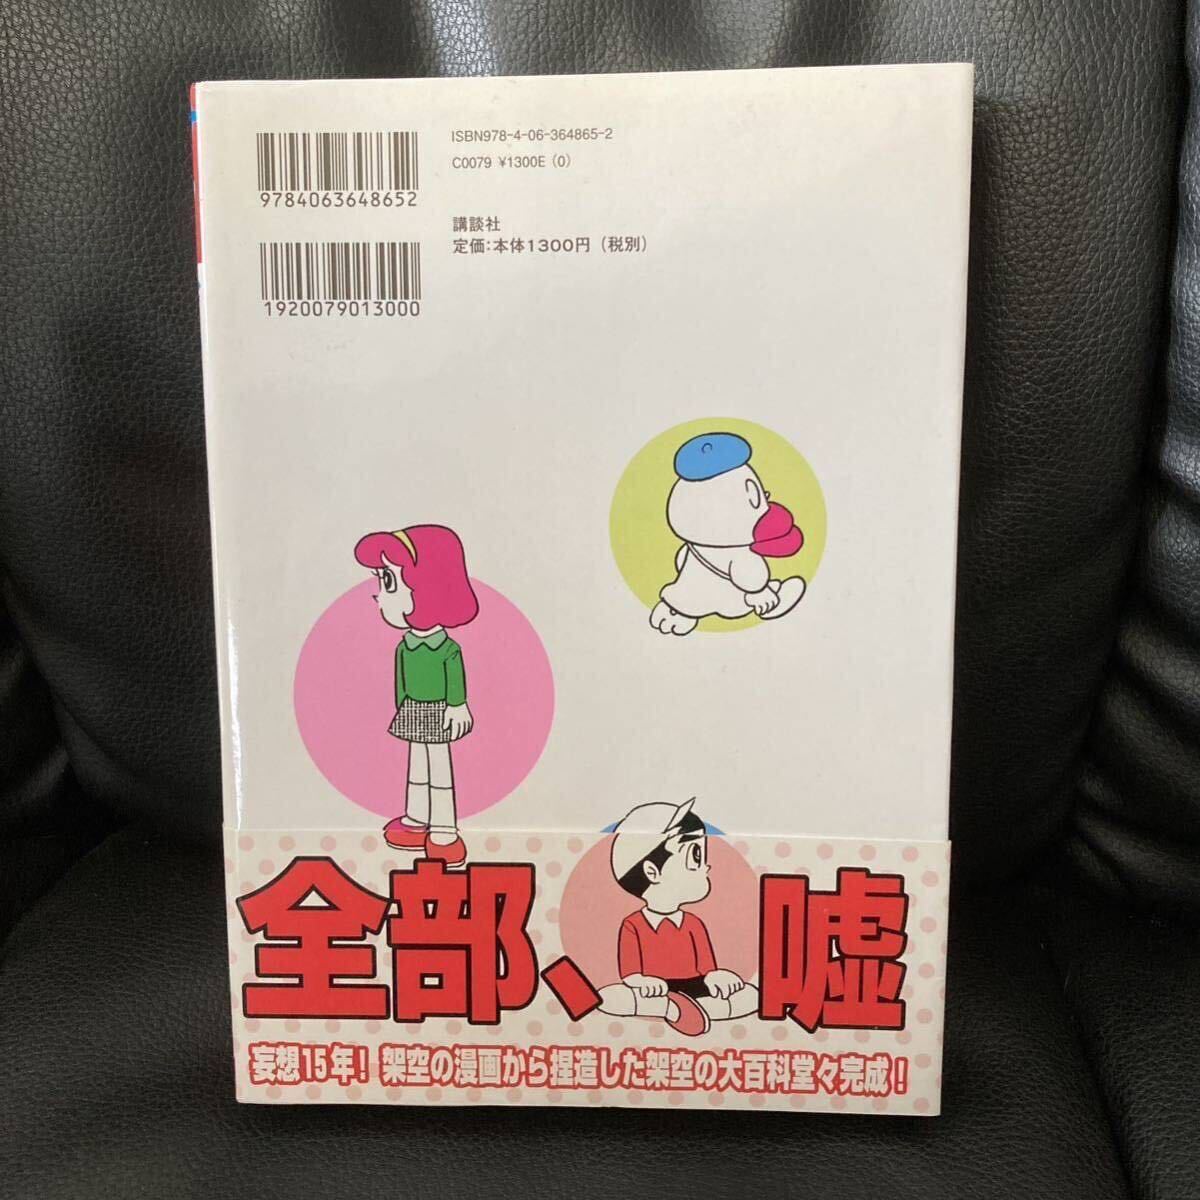 9784063648652
ISBN978-4-06-364865-2
C0079 ¥1300E (0)
1920079013000
講談社
定価:本体1300円（税別）
全部、嘘
妄想15年！架空の漫画から捏造した架空の大百科堂々完成！